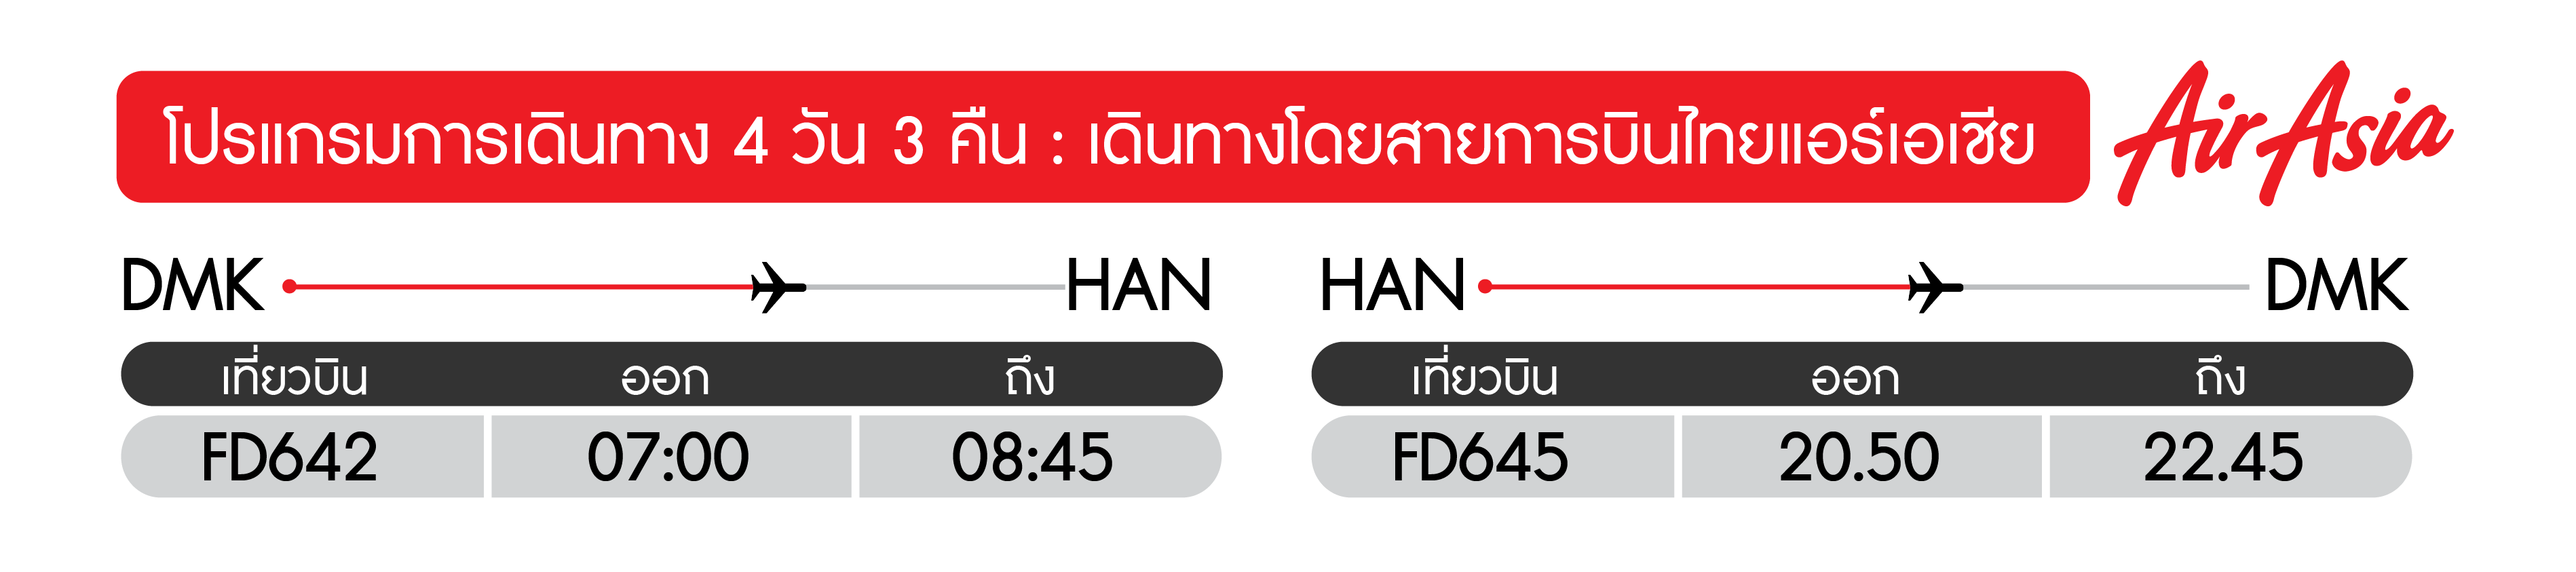 โปรแกรมการเดินทาง 4 วัน 3 คืน : เดินทางโดยสายการบินไทยแอร์เอเชีย
AirAsia
DMK HAN
เที่ยวบิน ออก ถึง
FD642 07:00 08:45
HAN DMK
เที่ยวบิน ออก ถึง
FD645 20.50 22.45